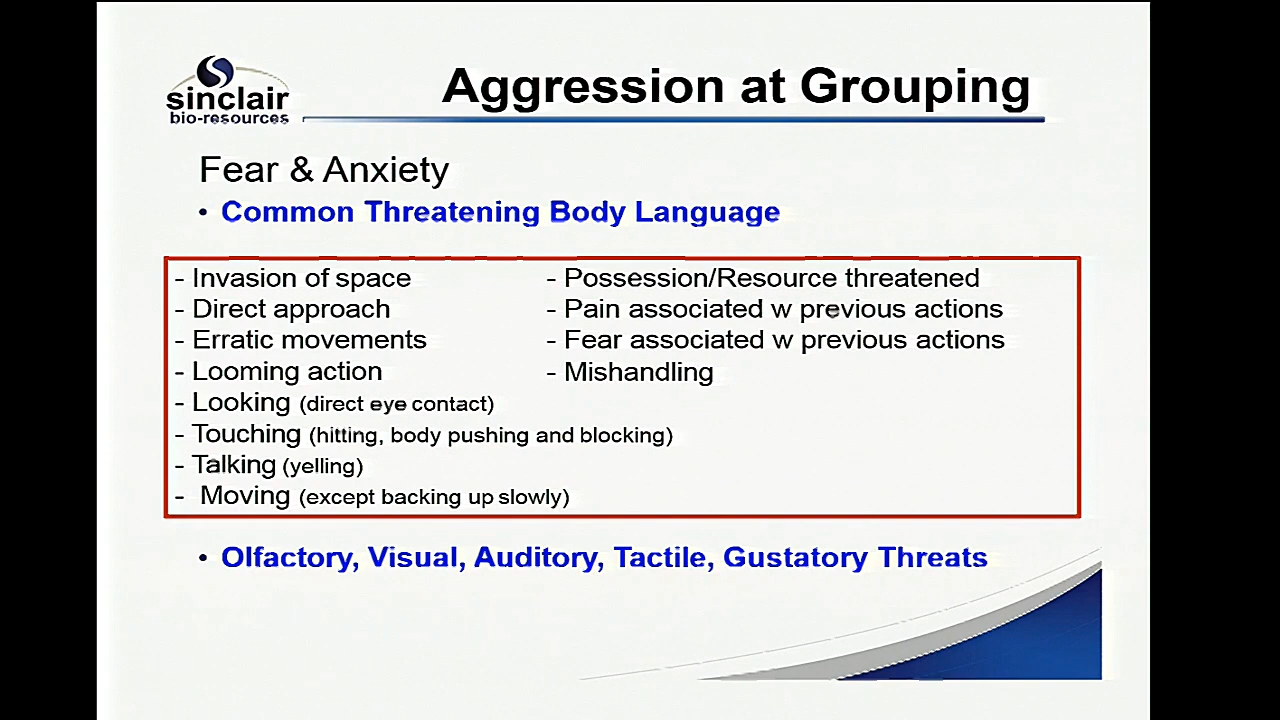 sinclair
bio-resources
Aggression at Grouping
Fear & Anxiety
• Common Threatening Body Language
- Invasion of space
- Direct approach
- Erratic movements
- Looming action
- Looking (direct eye contact)
- Touching (hitting, body pushing and blocking)
- Talking (yelling)
- Moving (except backing up slowly)
- Possession/Resource threatened
- Pain associated w previous actions
- Fear associated w previous actions
- Mishandling
• Olfactory, Visual, Auditory, Tactile, Gustatory Threats